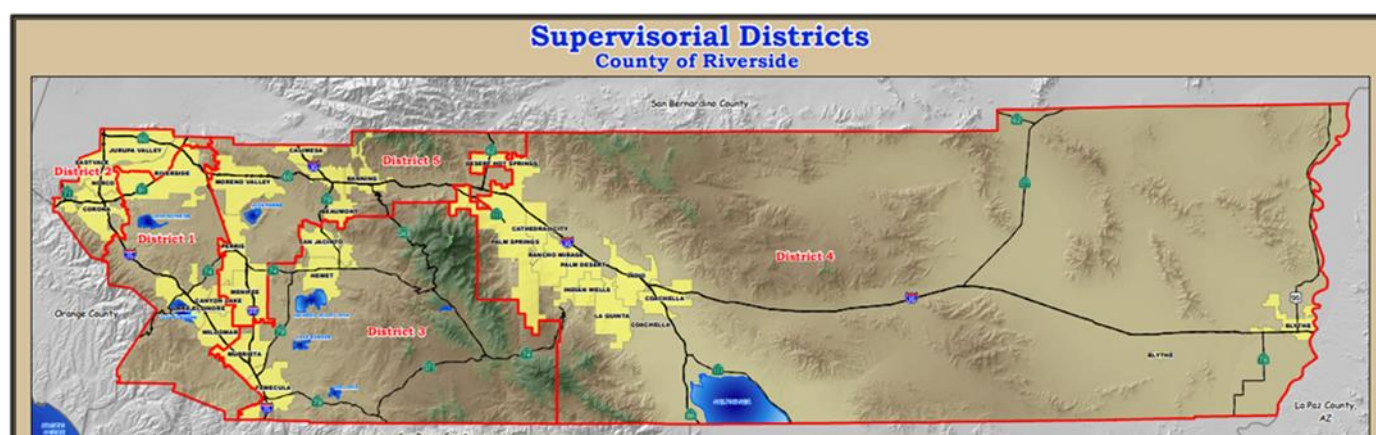 Supervisorial Districts
County of Riverside
San Bernardino County
JURUPA VALLEY
EASTVALE
District 2
NORCO
RIVERSIDE
CORONA
CALIMESA
District 5
BANNING
MORENO VALLEY
BEAUMONT
DESERT HOT SPRINGS
District 1
PERRIS
SAN JACINTO
HEMET
MENIFEE
CANYON LAKE
WILDOMAR
MURRIETA
TEMECULA
District 3
CATHEDRAL CITY
PALM SPRINGS
RANCHO MIRAGE
PALM DESERT
INDIAN WELLS
INDIO
COACHELLA
LA QUINTA
COACHELLA
District 4
95
BLYTHE
BLYTHE
Orange County
La Paz County,
AZ